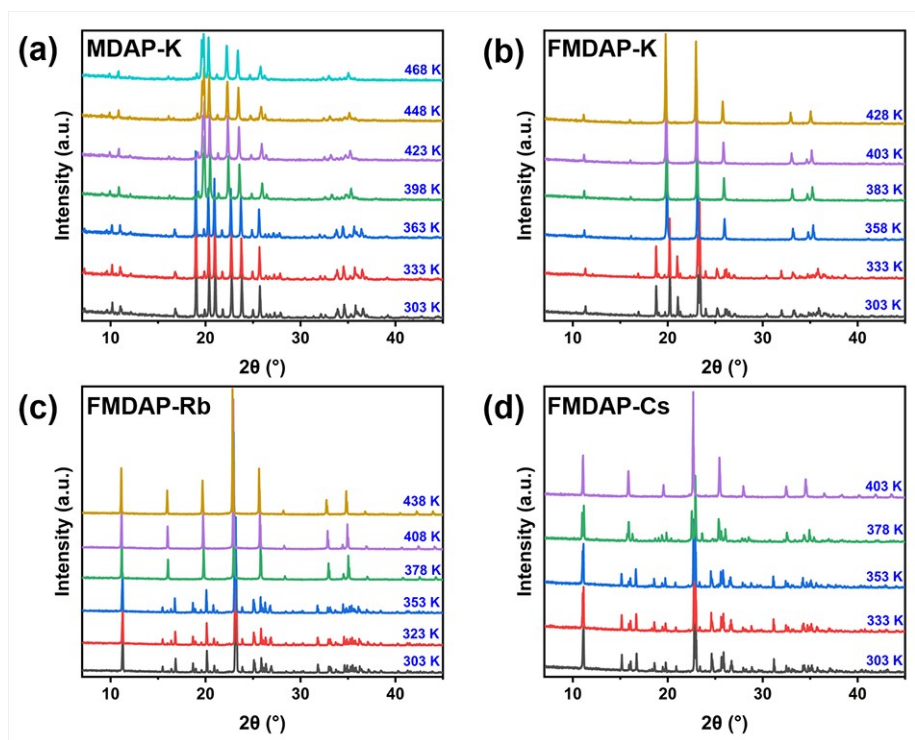 (a)
MDAP-K
468 K
448 K
423 K
398 K
363 K
333 K
303 K
Intensity (a.u.)
10 20 30 40
2θ (°)
(b)
FMDAP-K
428 K
403 K
383 K
358 K
333 K
303 K
Intensity (a.u.)
10 20 30 40
2θ (°)
(c)
FMDAP-Rb
438 K
408 K
378 K
353 K
323 K
303 K
Intensity (a.u.)
10 20 30 40
2θ (°)
(d)
FMDAP-Cs
403 K
378 K
353 K
333 K
303 K
Intensity (a.u.)
10 20 30 40
2θ (°)